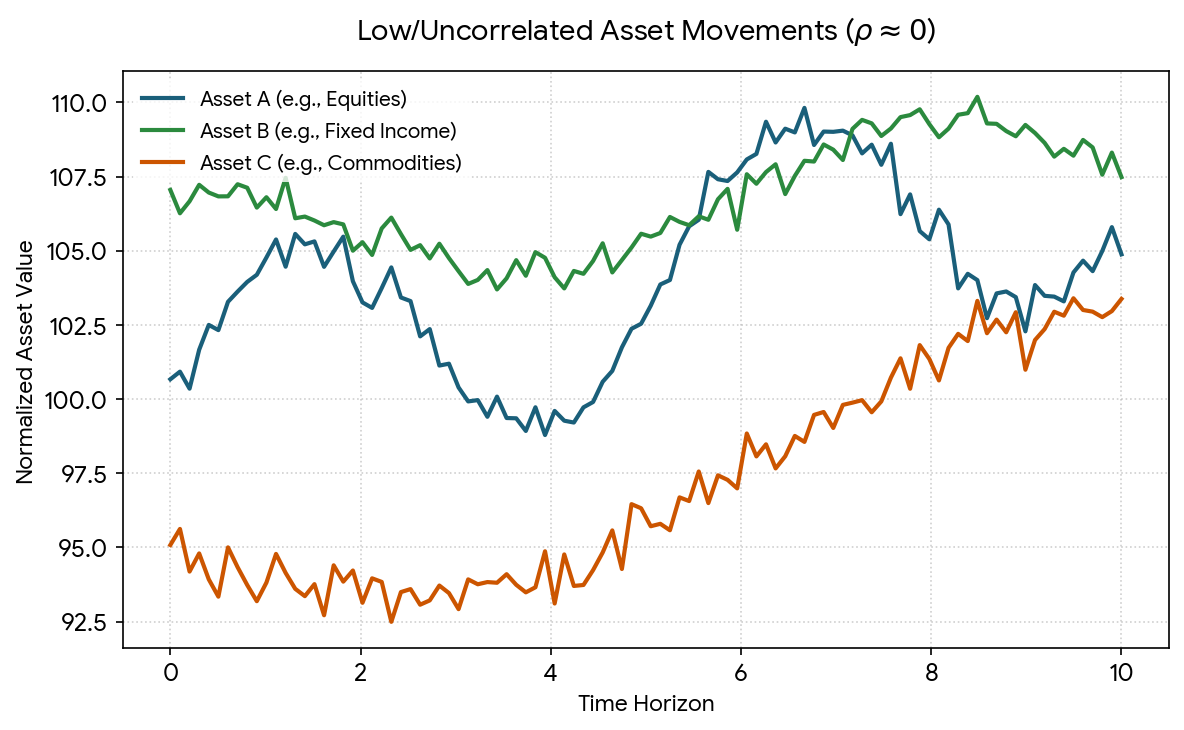 Low/Uncorrelated Asset Movements (ρ ≈ 0)
Asset A (e.g., Equities)
Asset B (e.g., Fixed Income)
Asset C (e.g., Commodities)
Normalized Asset Value
110.0
107.5
105.0
102.5
100.0
97.5
95.0
92.5
0 2 4 6 8 10
Time Horizon